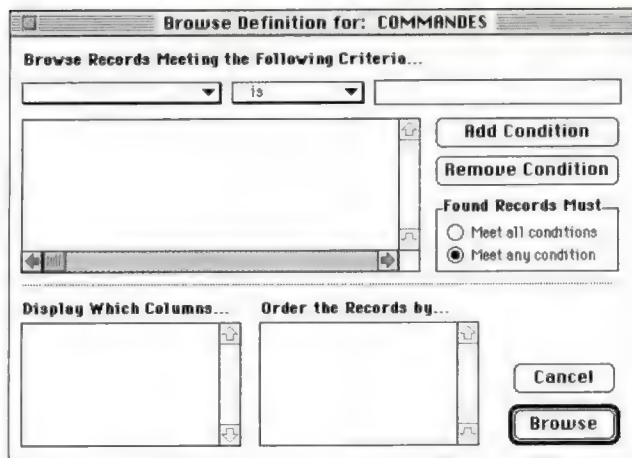 Browse Definition for: COMMANDES
Browse Records Meeting the Following Criteria...
is
Add Condition
Remove Condition
Found Records Must
Meet all conditions
Meet any condition
Display Which Columns...
Order the Records by...
Cancel
Browse